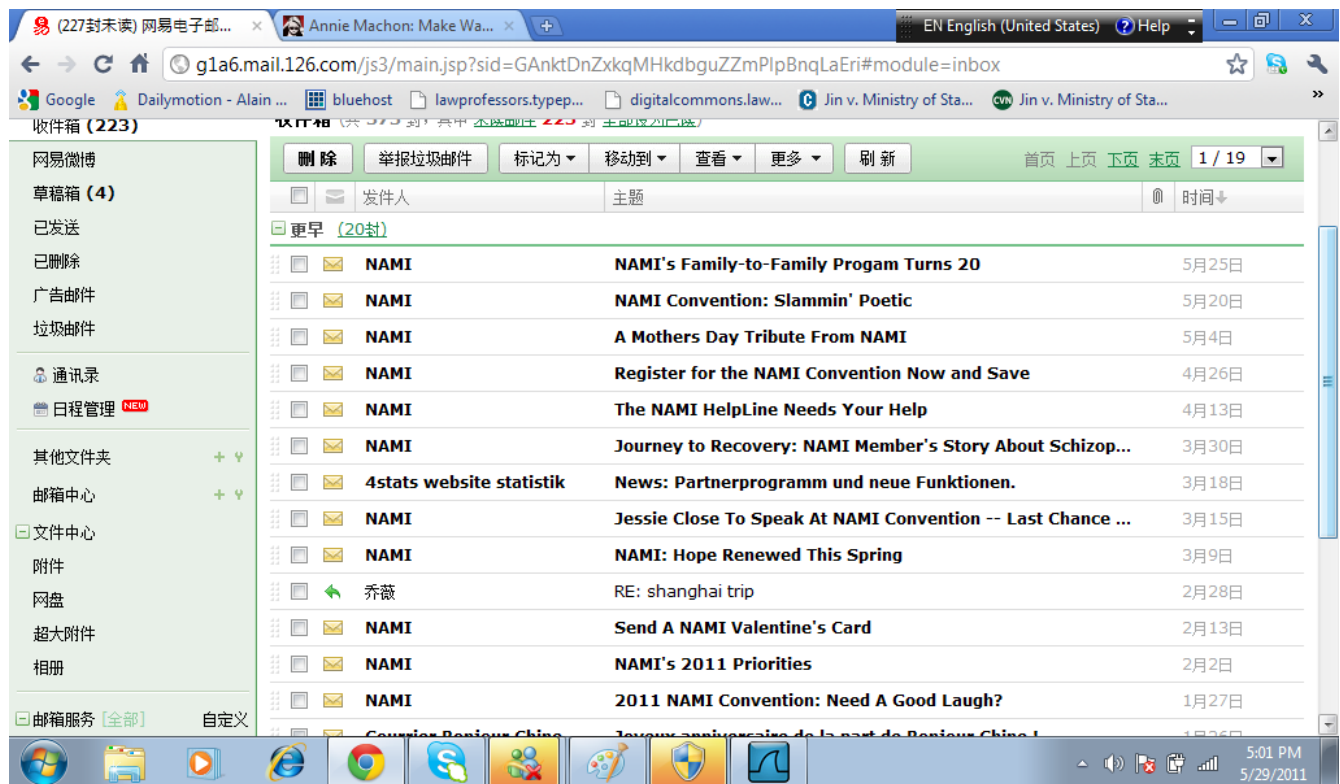 (227封未读) 网易电子邮...
Annie Machon: Make Wa...
EN English (United States) Help
g1a6.mail.126.com/js3/main.jsp?sid=GAnktDnZxkqMHkdbguZZmPlpBnqLaEri#module=inbox
Google Dailymotion - Alain ... bluehost lawprofessors.typep... digitalcommons.law... Jin v. Ministry of Sta... Jin v. Ministry of Sta... »
收件箱 (223)
网易微博
草稿箱 (4)
已发送
已删除
广告邮件
垃圾邮件
通讯录
日程管理 NEW
其他文件夹
邮箱中心
文件中心
附件
网盘
超大附件
相册
邮箱服务 [全部] 自定义
删 除 举报垃圾邮件 标记为 移动到 查看 更多 刷 新 首页 上页 下页 末页 1 / 19
发件人 主题 时间
更早 (20封)
NAMI NAMI's Family-to-Family Progam Turns 20 5月25日
NAMI NAMI Convention: Slammin' Poetic 5月20日
NAMI A Mothers Day Tribute From NAMI 5月4日
NAMI Register for the NAMI Convention Now and Save 4月26日
NAMI The NAMI HelpLine Needs Your Help 4月13日
NAMI Journey to Recovery: NAMI Member's Story About Schizop... 3月30日
4stats website statistik News: Partnerprogramm und neue Funktionen. 3月18日
NAMI Jessie Close To Speak At NAMI Convention -- Last Chance ... 3月15日
NAMI NAMI: Hope Renewed This Spring 3月9日
乔薇 RE: shanghai trip 2月28日
NAMI Send A NAMI Valentine's Card 2月13日
NAMI NAMI's 2011 Priorities 2月2日
NAMI 2011 NAMI Convention: Need A Good Laugh? 1月27日
Courrier Bonjour Chine Joyeux anniversaire de la part de Bonjour Chine ! 1月26日
5:01 PM
5/29/2011